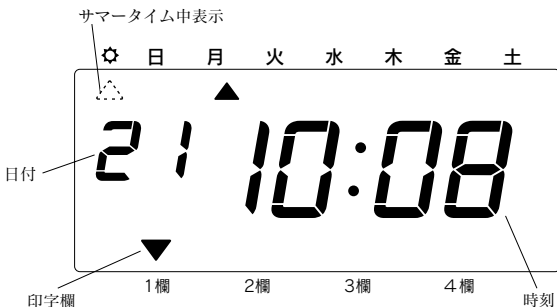 サマータイム中表示
日 月 火 水 木 金 土
日付
21 10:08
印字欄
1欄 2欄 3欄 4欄
時刻